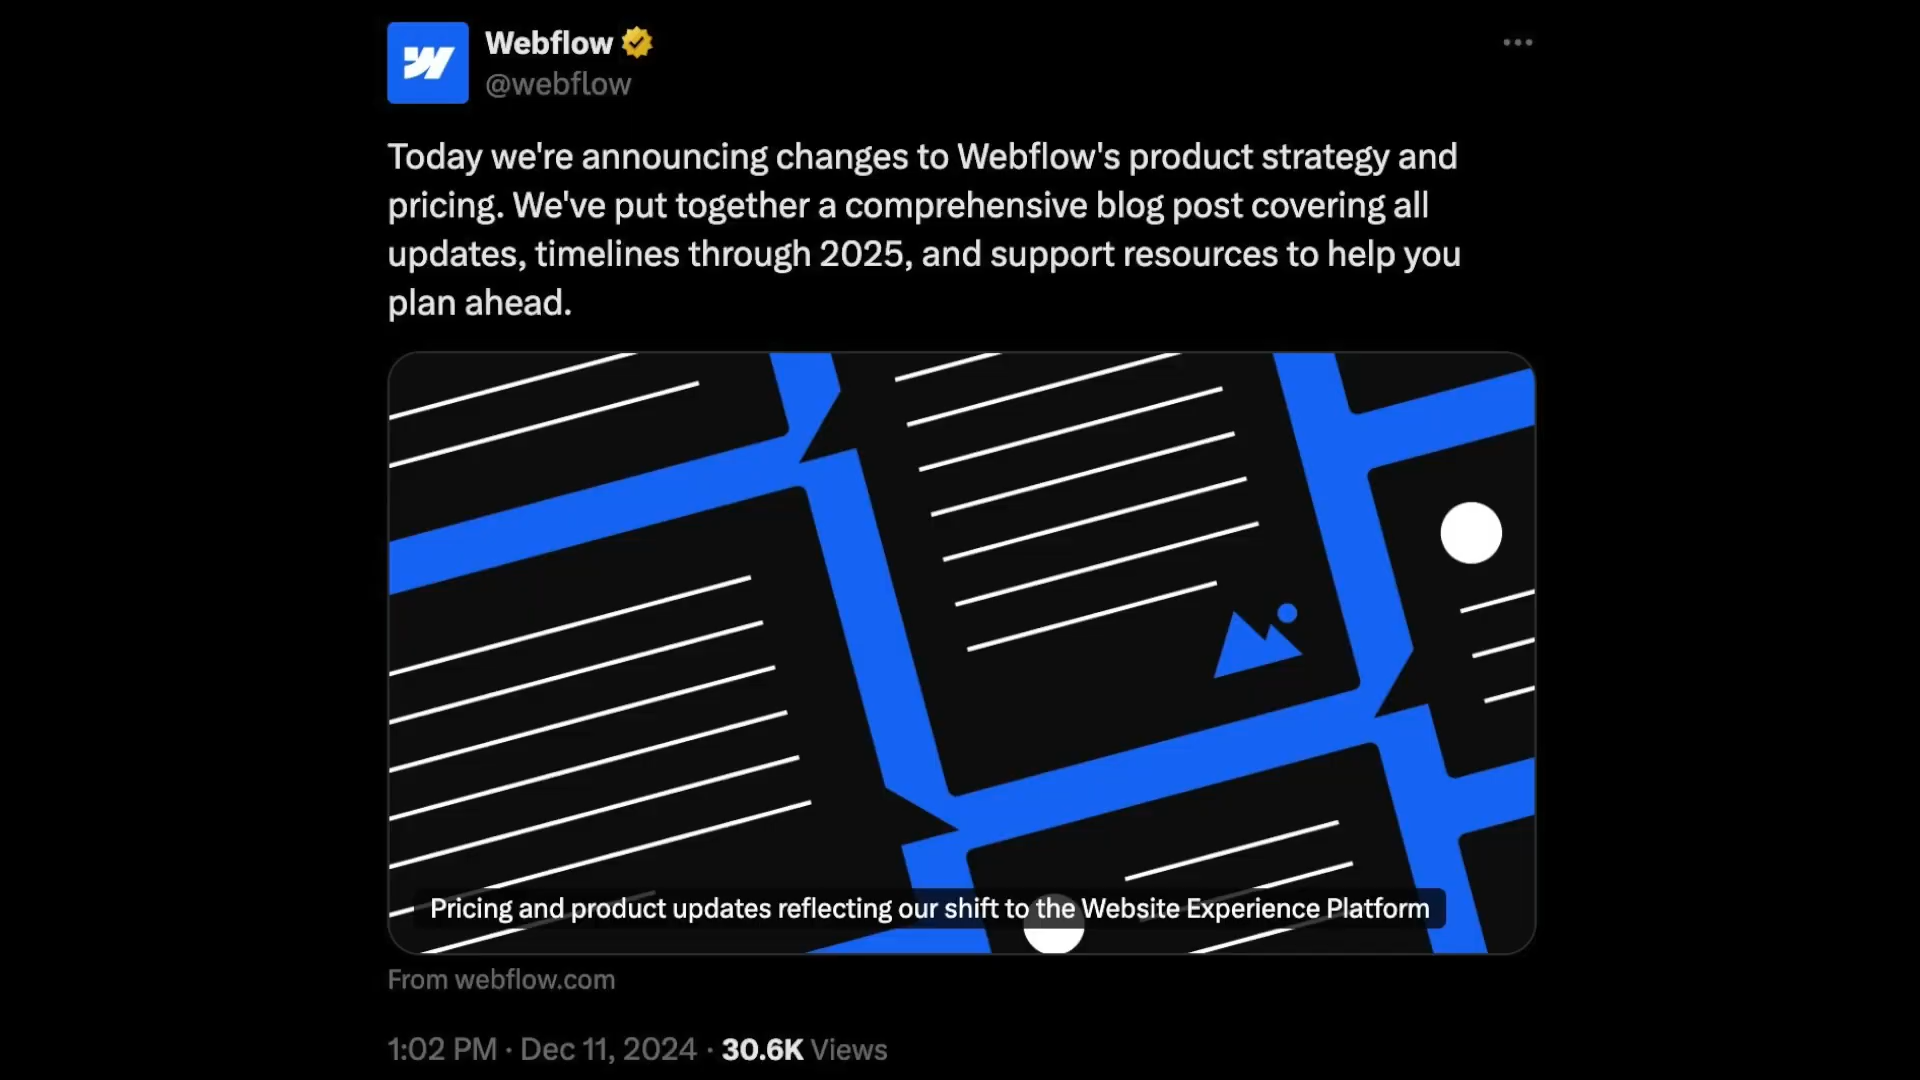 Webflow
@webflow
Today we're announcing changes to Webflow's product strategy and
pricing. We've put together a comprehensive blog post covering all
updates, timelines through 2025, and support resources to help you
plan ahead.
Pricing and product updates reflecting our shift to the Website Experience Platform
From webflow.com
1:02 PM · Dec 11, 2024 · 30.6K Views